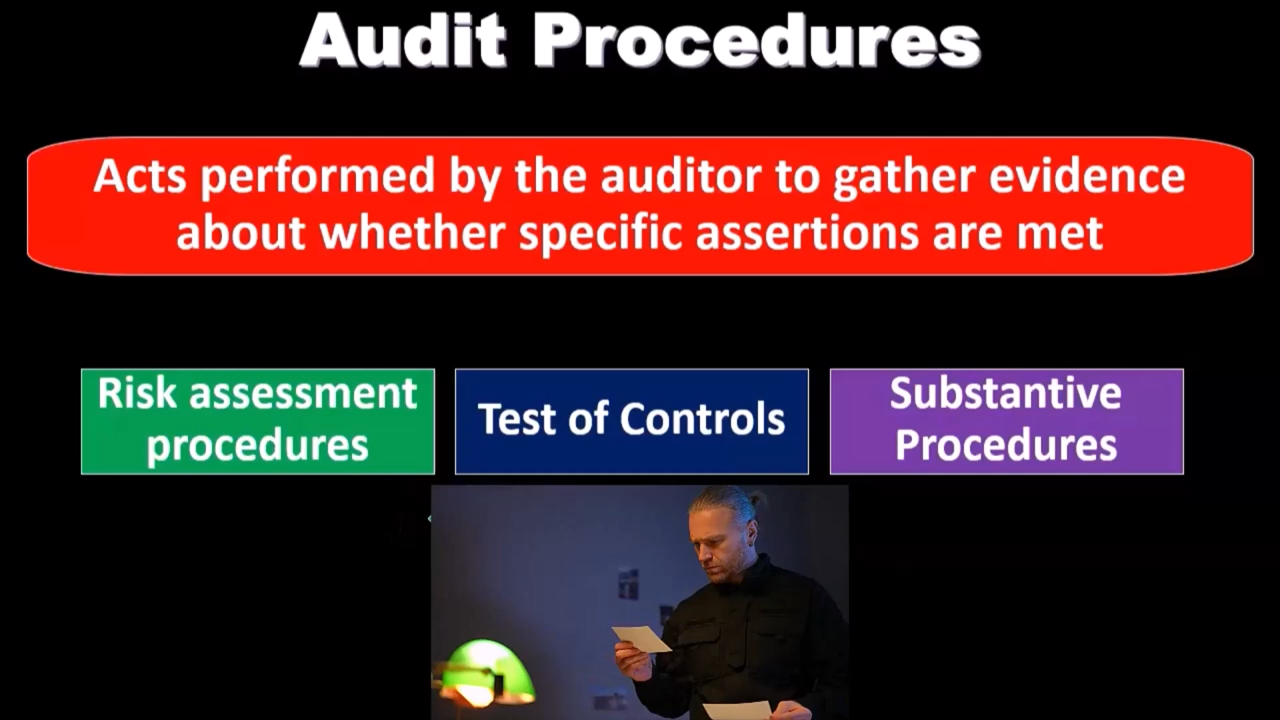 Audit Procedures
Acts performed by the auditor to gather evidence
about whether specific assertions are met
Risk assessment
procedures
Test of Controls
Substantive
Procedures